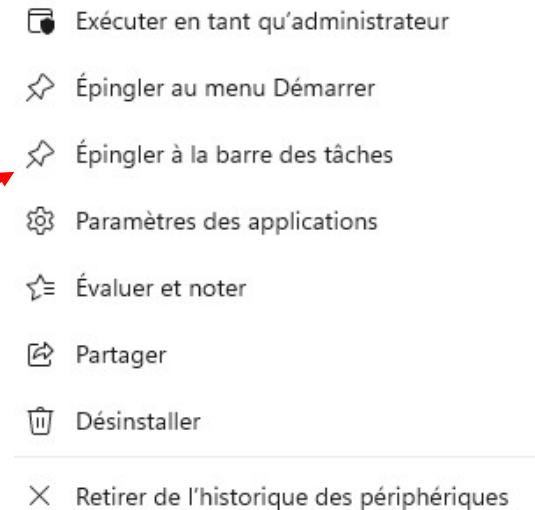 Exécuter en tant qu'administrateur
Épingler au menu Démarrer
Épingler à la barre des tâches
Paramètres des applications
Évaluer et noter
Partager
Désinstaller
Retirer de l'historique des périphériques